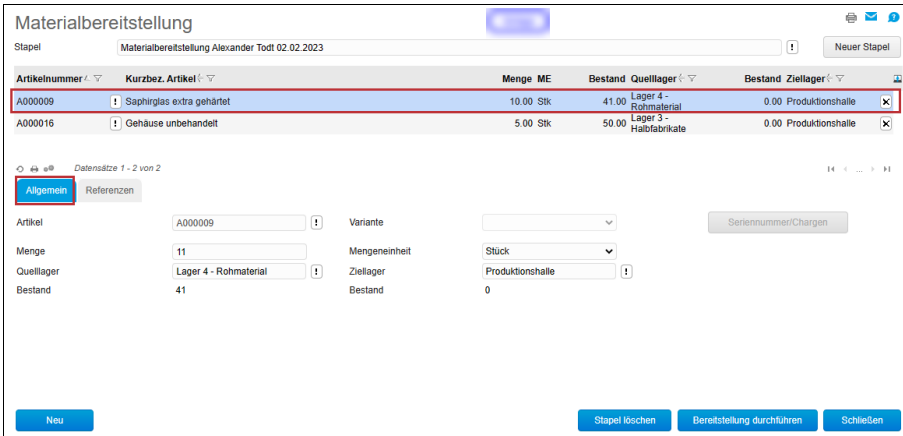 Materialbereitstellung
Stapel Materialbereitstellung Alexander Todt 02.02.2023 ! Neuer Stapel
Artikelnummer Kurzbez. Artikel Menge ME Bestand Quelllager Bestand Ziellager
A000009 ! Saphirglas extra gehärtet 10.00 Stk 41.00 Lager 4 - Rohmaterial 0.00 Produktionshalle
A000016 ! Gehäuse unbehandelt 5.00 Stk 50.00 Lager 3 - Halbfabrikate 0.00 Produktionshalle
Datensätze 1 - 2 von 2 ...
Allgemein Referenzen
Artikel A000009 ! Variante Seriennummer/Chargen
Menge 11 Mengeneinheit Stück
Quelllager Lager 4 - Rohmaterial ! Ziellager Produktionshalle !
Bestand 41 Bestand 0
Neu Stapel löschen Bereitstellung durchführen Schließen